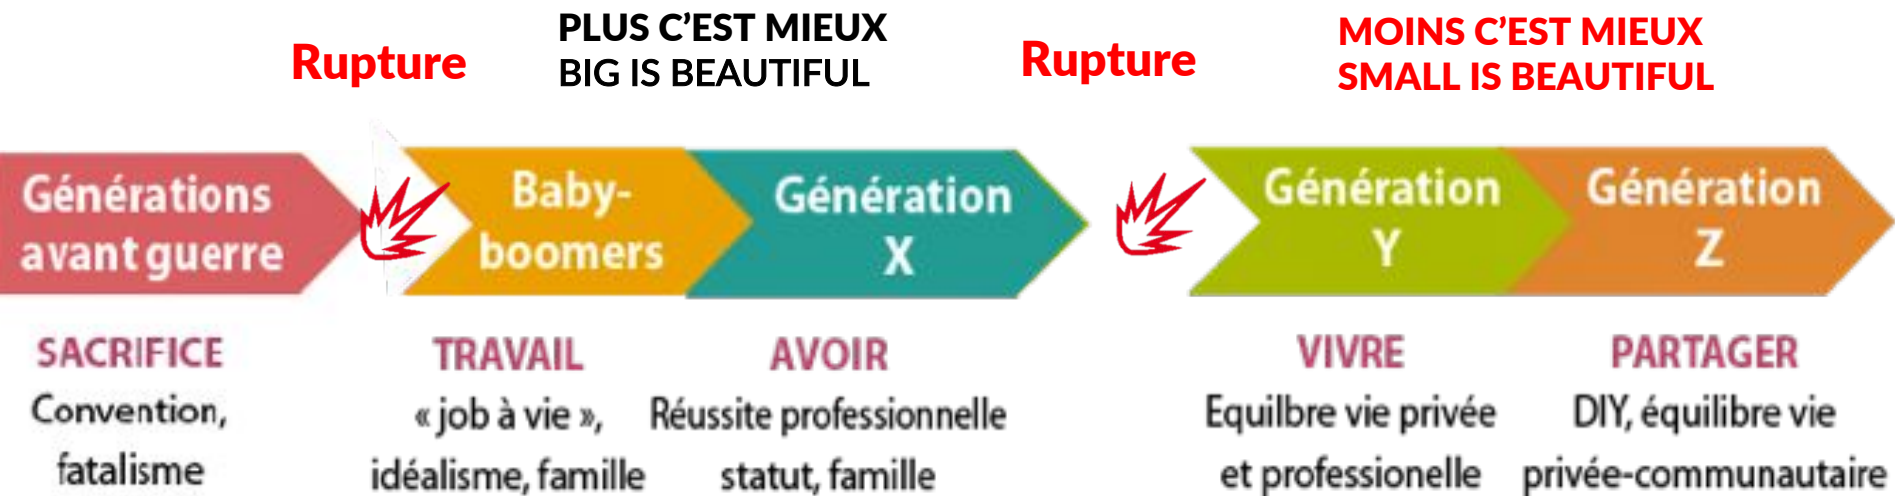 Rupture
PLUS C’EST MIEUX
BIG IS BEAUTIFUL
Rupture
MOINS C’EST MIEUX
SMALL IS BEAUTIFUL
Générations
avant guerre
Baby-
boomers
Génération
X
Génération
Y
Génération
Z
SACRIFICE
Convention,
fatalisme
TRAVAIL
« job à vie »,
idéalisme, famille
AVOIR
Réussite professionnelle
statut, famille
VIVRE
Equilbre vie privée
et professionelle
PARTAGER
DIY, équilibre vie
privée-communautaire